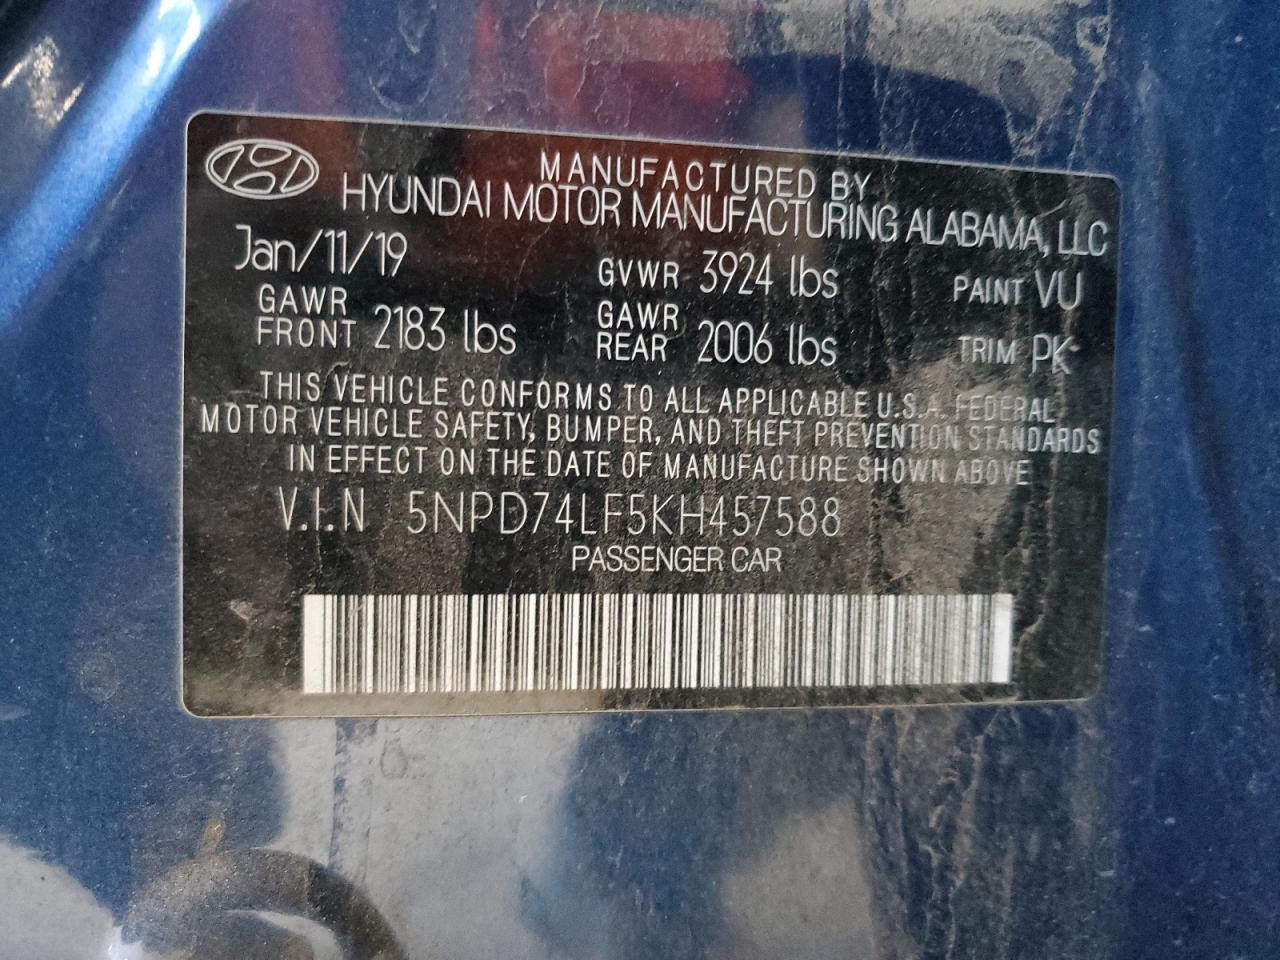 MANUFACTURED BY
HYUNDAI MOTOR MANUFACTURING ALABAMA, LLC
Jan/11/19
GVWR 3924 lbs
PAINT VU
GAWR FRONT 2183 lbs
GAWR REAR 2006 lbs
TRIM PK
THIS VEHICLE CONFORMS TO ALL APPLICABLE U.S.A. FEDERAL
MOTOR VEHICLE SAFETY, BUMPER, AND THEFT PREVENTION STANDARDS
IN EFFECT ON THE DATE OF MANUFACTURE SHOWN ABOVE
V.I.N 5NPD74LF5KH457588
PASSENGER CAR